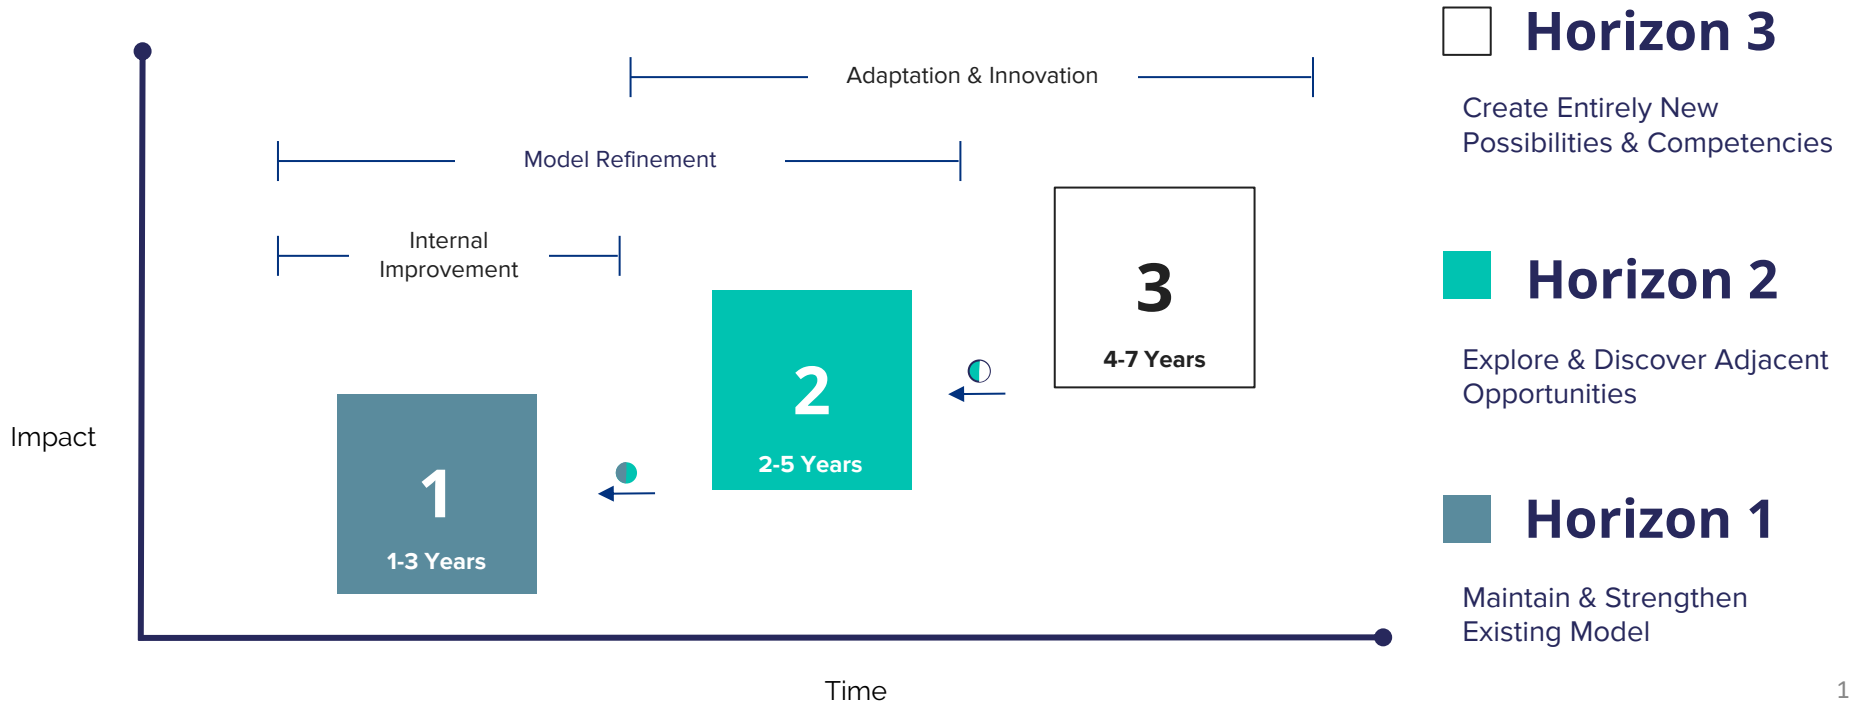 Adaptation & Innovation
Model Refinement
Internal
Improvement
3
4-7 Years
2
2-5 Years
1
1-3 Years
Impact
Time
Horizon 3
Create Entirely New
Possibilities & Competencies
Horizon 2
Explore & Discover Adjacent
Opportunities
Horizon 1
Maintain & Strengthen
Existing Model
1